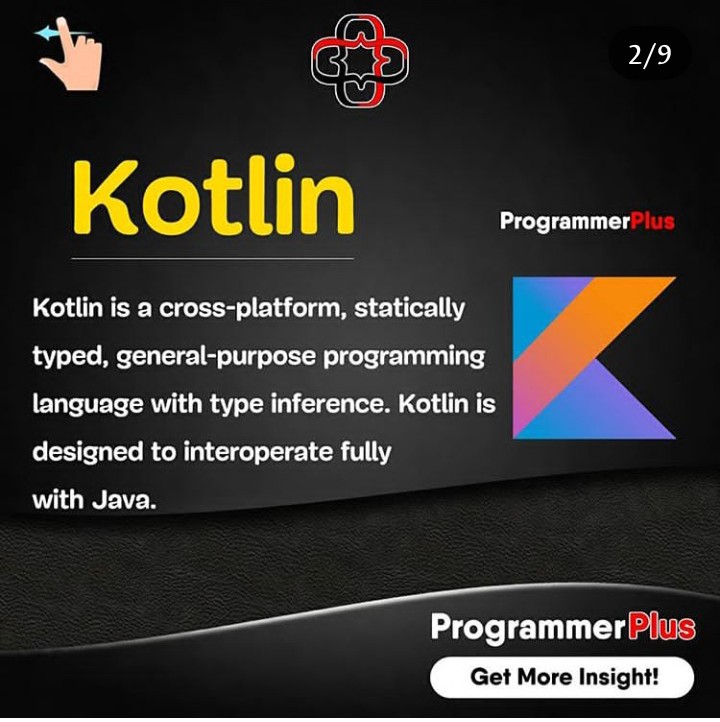 2/9
Kotlin
ProgrammerPlus
Kotlin is a cross-platform, statically
typed, general-purpose programming
language with type inference. Kotlin is
designed to interoperate fully
with Java.
ProgrammerPlus
Get More Insight!